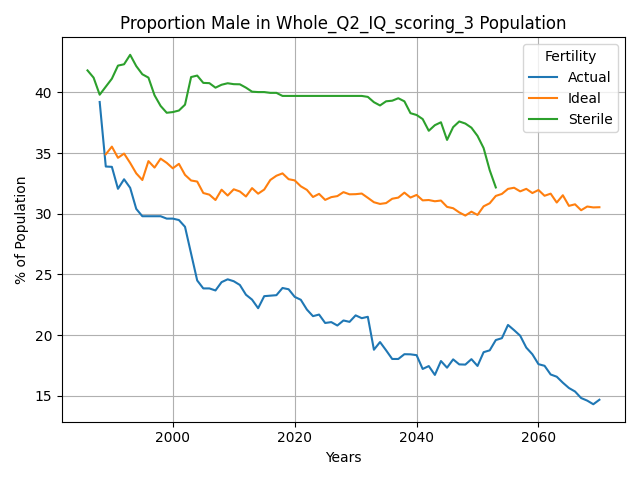 Proportion Male in Whole_Q2_IQ_scoring_3 Population
Fertility
Actual
Ideal
Sterile
% of Population
40
35
30
25
20
15
2000
2020
2040
2060
Years